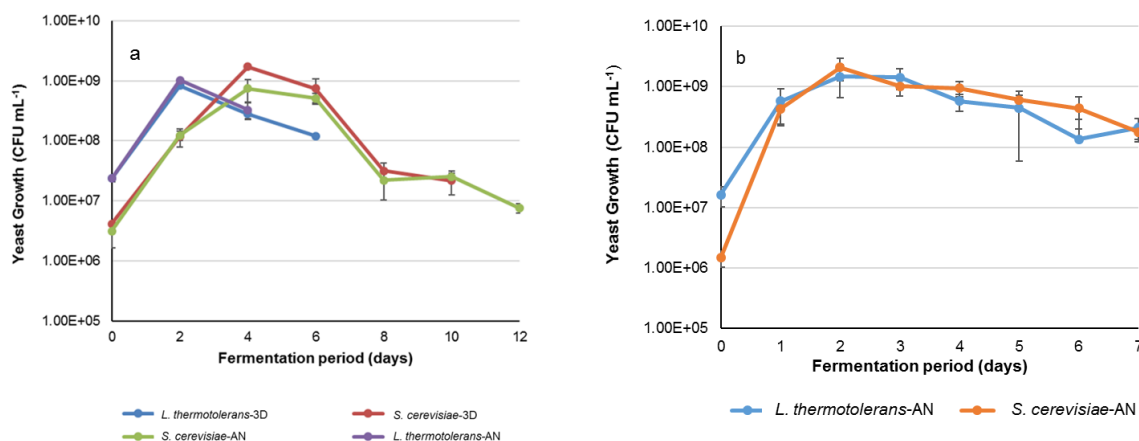 a
1.00E+10
1.00E+09
1.00E+08
1.00E+07
1.00E+06
1.00E+05
Yeast Growth (CFU mL⁻¹)
0 2 4 6 8 10 12
Fermentation period (days)
L. thermotolerans-3D S. cerevisiae-3D
S. cerevisiae-AN L. thermotolerans-AN
b
1.00E+10
1.00E+09
1.00E+08
1.00E+07
1.00E+06
1.00E+05
Yeast Growth (CFU mL⁻¹)
0 1 2 3 4 5 6 7
Fermentation period (days)
L. thermotolerans-AN S. cerevisiae-AN